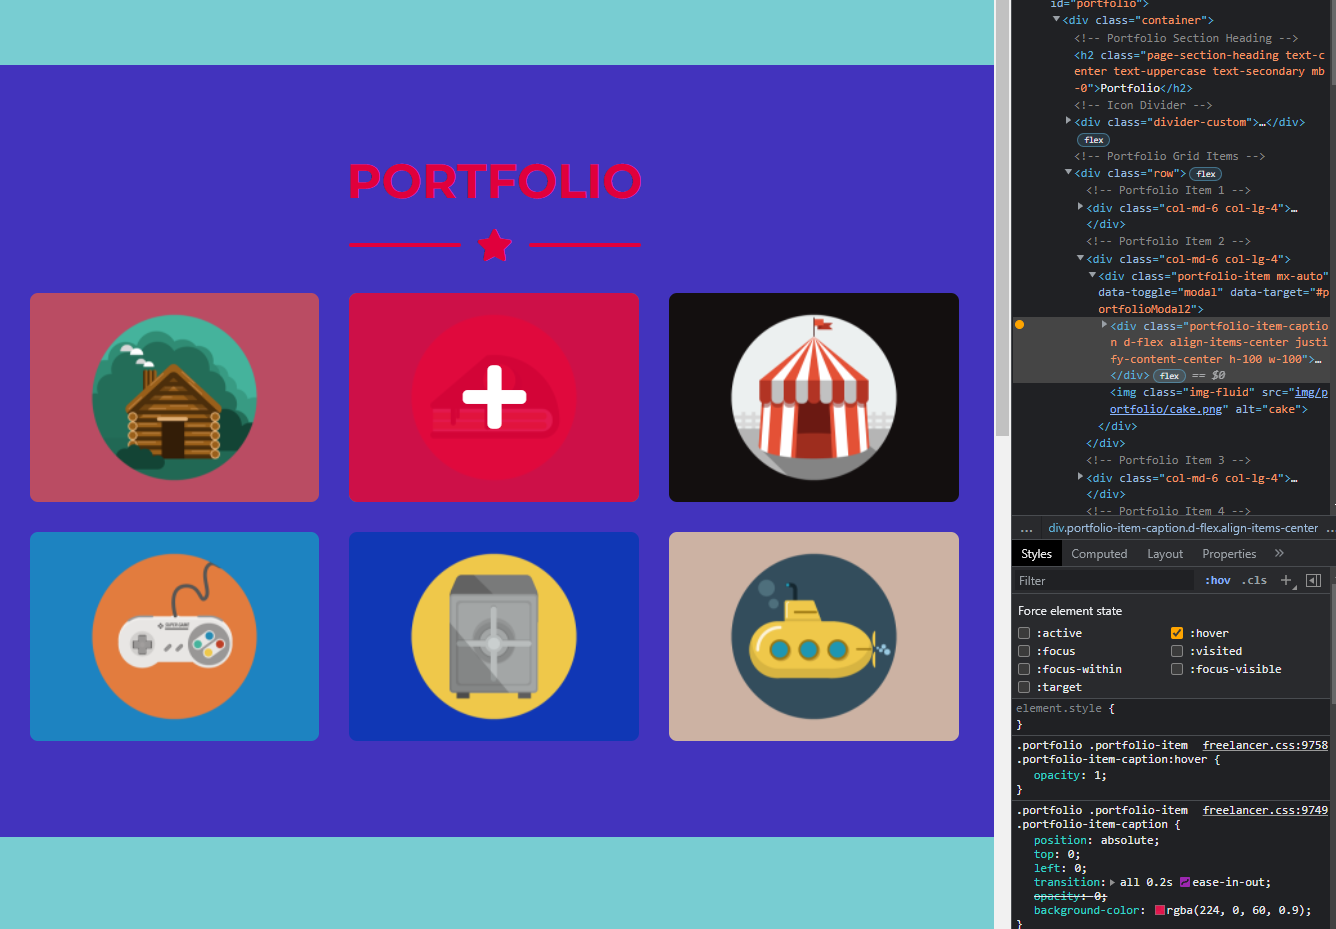 PORTFOLIO
SUPER GAME
id="portfolio">
<div class="container">
<!-- Portfolio Section Heading -->
<h2 class="page-section-heading text-c
enter text-uppercase text-secondary mb
-0">Portfolio</h2>
<!-- Icon Divider -->
<div class="divider-custom">…</div>
flex
<!-- Portfolio Grid Items -->
<div class="row"> flex
<!-- Portfolio Item 1 -->
<div class="col-md-6 col-lg-4">…
</div>
<!-- Portfolio Item 2 -->
<div class="col-md-6 col-lg-4">
<div class="portfolio-item mx-auto"
data-toggle="modal" data-target="#p
ortfolioModal2">
<div class="portfolio-item-captio
n d-flex align-items-center justi
fy-content-center h-100 w-100">…
</div> flex == $0
<img class="img-fluid" src="img/p
ortfolio/cake.png" alt="cake">
</div>
</div>
<!-- Portfolio Item 3 -->
<div class="col-md-6 col-lg-4">…
</div>
<!-- Portfolio Item 4 -->
... div.portfolio-item-caption.d-flex.align-items-center ...
Styles Computed Layout Properties »
Filter :hov .cls +
Force element state
:active :hover
:focus :visited
:focus-within :focus-visible
:target
element.style {
}
.portfolio .portfolio-item freelancer.css:9758
.portfolio-item-caption:hover {
opacity: 1;
}
.portfolio .portfolio-item freelancer.css:9749
.portfolio-item-caption {
position: absolute;
top: 0;
left: 0;
transition: all 0.2s ease-in-out;
opacity: 0;
background-color: rgba(224, 0, 60, 0.9);
}